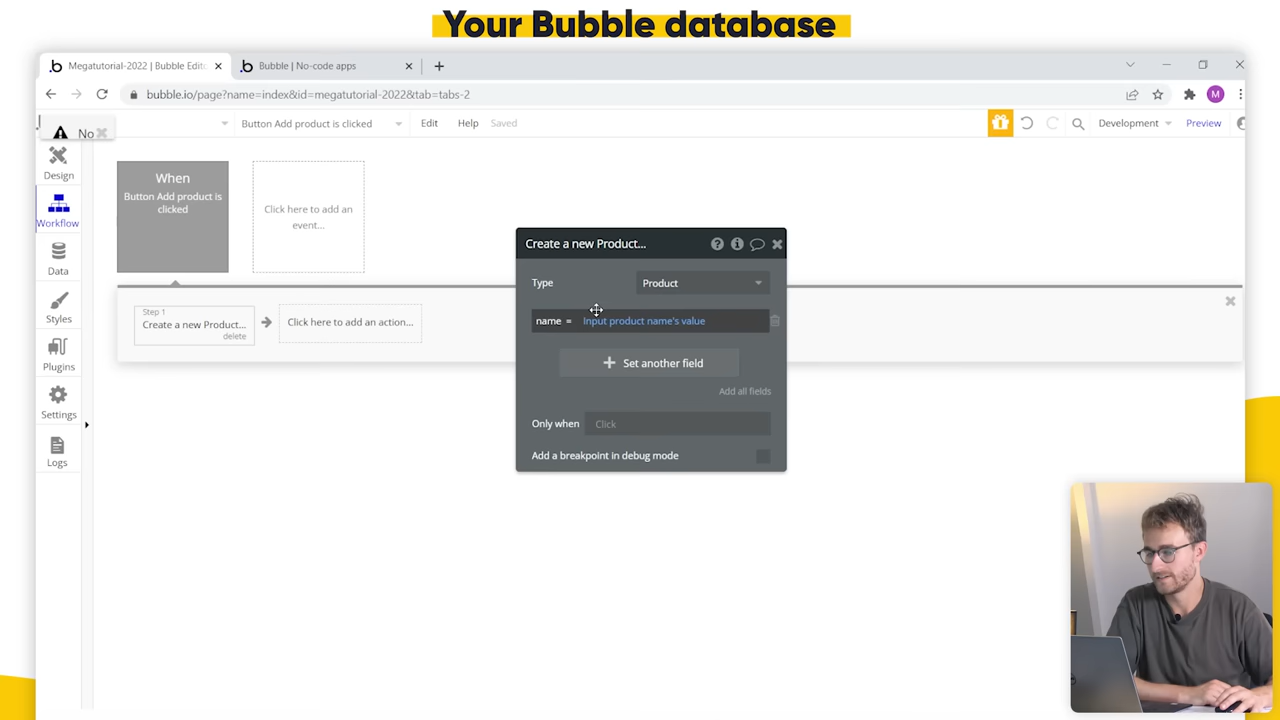 Your Bubble database
Megatutorial-2022 | Bubble Edito
Bubble | No-code apps
bubble.io/page?name=index&id=megatutorial-2022&tab=tabs-2
M
No
Button Add product is clicked
Edit
Help
Saved
Development
Preview
Design
Workflow
Data
Styles
Plugins
Settings
Logs
When
Button Add product is
clicked
Click here to add an
event...
Step 1
Create a new Product...
delete
Click here to add an action...
Create a new Product...
Type
Product
name =
Input product name's value
Set another field
Add all fields
Only when
Click
Add a breakpoint in debug mode